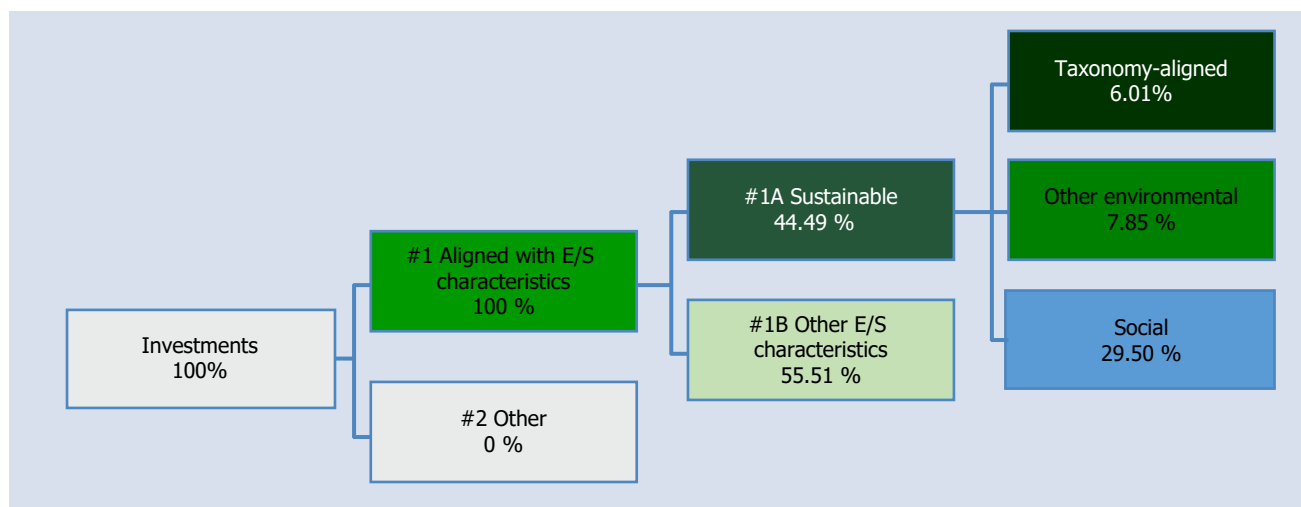 Investments
100%
#1 Aligned with E/S
characteristics
100 %
#2 Other
0 %
#1A Sustainable
44.49 %
#1B Other E/S
characteristics
55.51 %
Taxonomy-aligned
6.01%
Other environmental
7.85 %
Social
29.50 %